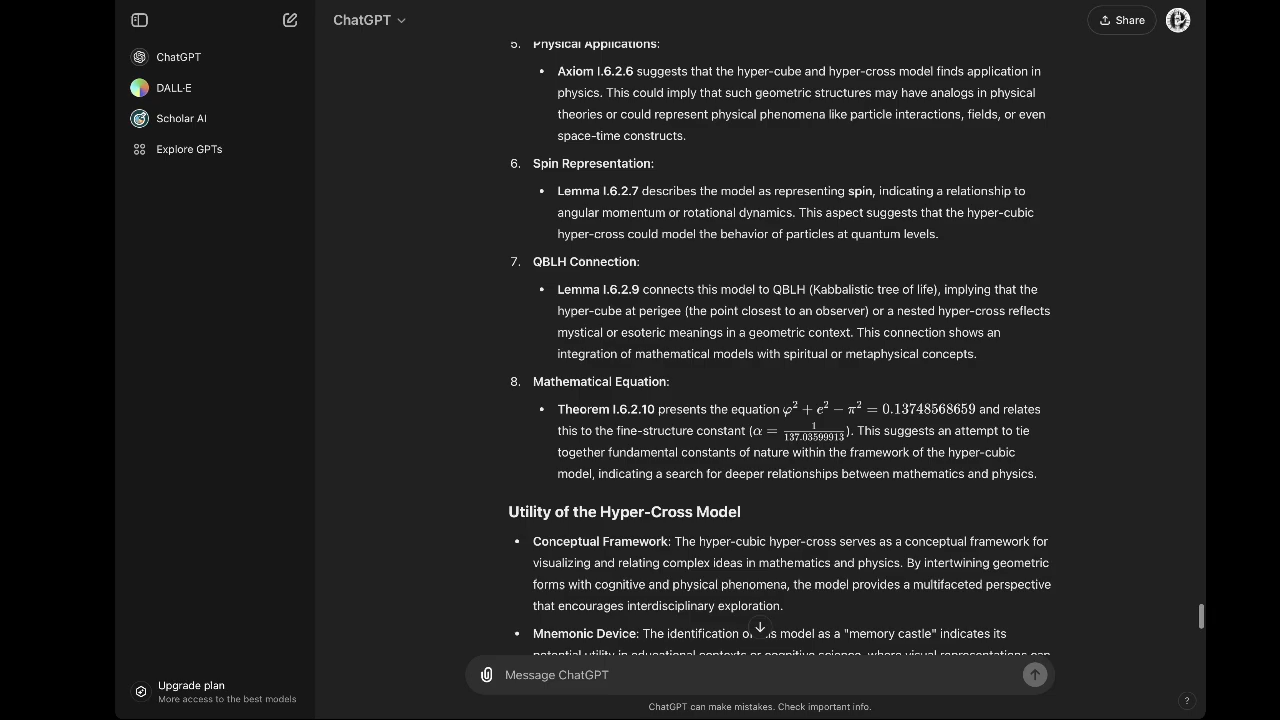 ChatGPT
Share
ChatGPT
DALL·E
Scholar AI
Explore GPTs
5. Physical Applications:
• Axiom I.6.2.6 suggests that the hyper-cube and hyper-cross model finds application in
physics. This could imply that such geometric structures may have analogs in physical
theories or could represent physical phenomena like particle interactions, fields, or even
space-time constructs.
6. Spin Representation:
• Lemma I.6.2.7 describes the model as representing spin, indicating a relationship to
angular momentum or rotational dynamics. This aspect suggests that the hyper-cubic
hyper-cross could model the behavior of particles at quantum levels.
7. QBLH Connection:
• Lemma I.6.2.9 connects this model to QBLH (Kabbalistic tree of life), implying that the
hyper-cube at perigee (the point closest to an observer) or a nested hyper-cross reflects
mystical or esoteric meanings in a geometric context. This connection shows an
integration of mathematical models with spiritual or metaphysical concepts.
8. Mathematical Equation:
• Theorem I.6.2.10 presents the equation φ² + e² − π² = 0.13748568659 and relates
this to the fine-structure constant (α = 1/137.03599913). This suggests an attempt to tie
together fundamental constants of nature within the framework of the hyper-cubic
model, indicating a search for deeper relationships between mathematics and physics.
Utility of the Hyper-Cross Model
• Conceptual Framework: The hyper-cubic hyper-cross serves as a conceptual framework for
visualizing and relating complex ideas in mathematics and physics. By intertwining geometric
forms with cognitive and physical phenomena, the model provides a multifaceted perspective
that encourages interdisciplinary exploration.
• Mnemonic Device: The identification of this model as a "memory castle" indicates its
potential utility in educational contexts or cognitive science, where visual representations can
Message ChatGPT
Upgrade plan
More access to the best models
ChatGPT can make mistakes. Check important info.
?